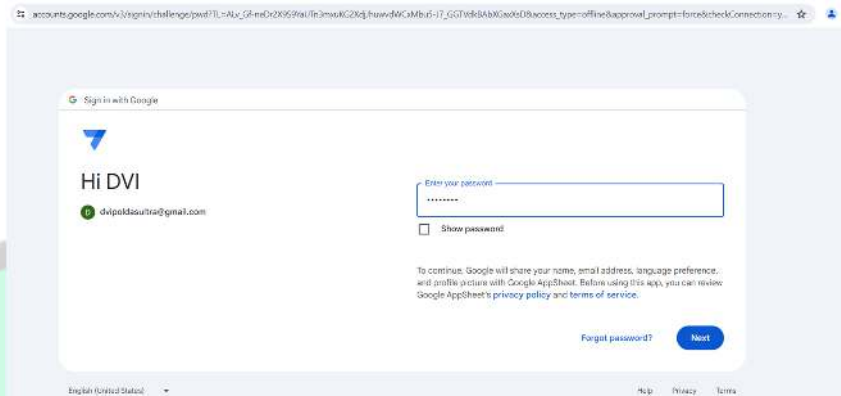 Sign in with Google
Hi DVI
D dvipoldasultra@gmail.com
Enter your password
••••••••
Show password
To continue, Google will share your name, email address, language preference,
and profile picture with Google AppSheet. Before using this app, you can review
Google AppSheet's privacy policy and terms of service.
Forgot password?
Next
English (United States)
Help Privacy Terms